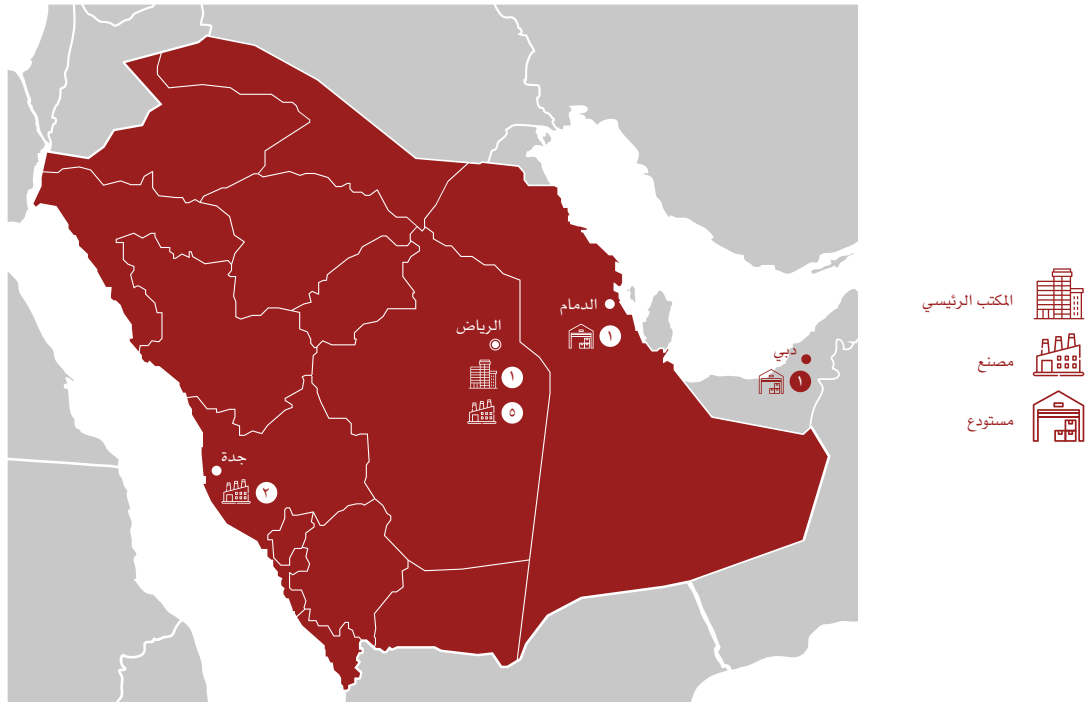 الدمام
١
الرياض
١
٥
دبي
١
جدة
٢
المكتب الرئيسي
مصنع
مستودع